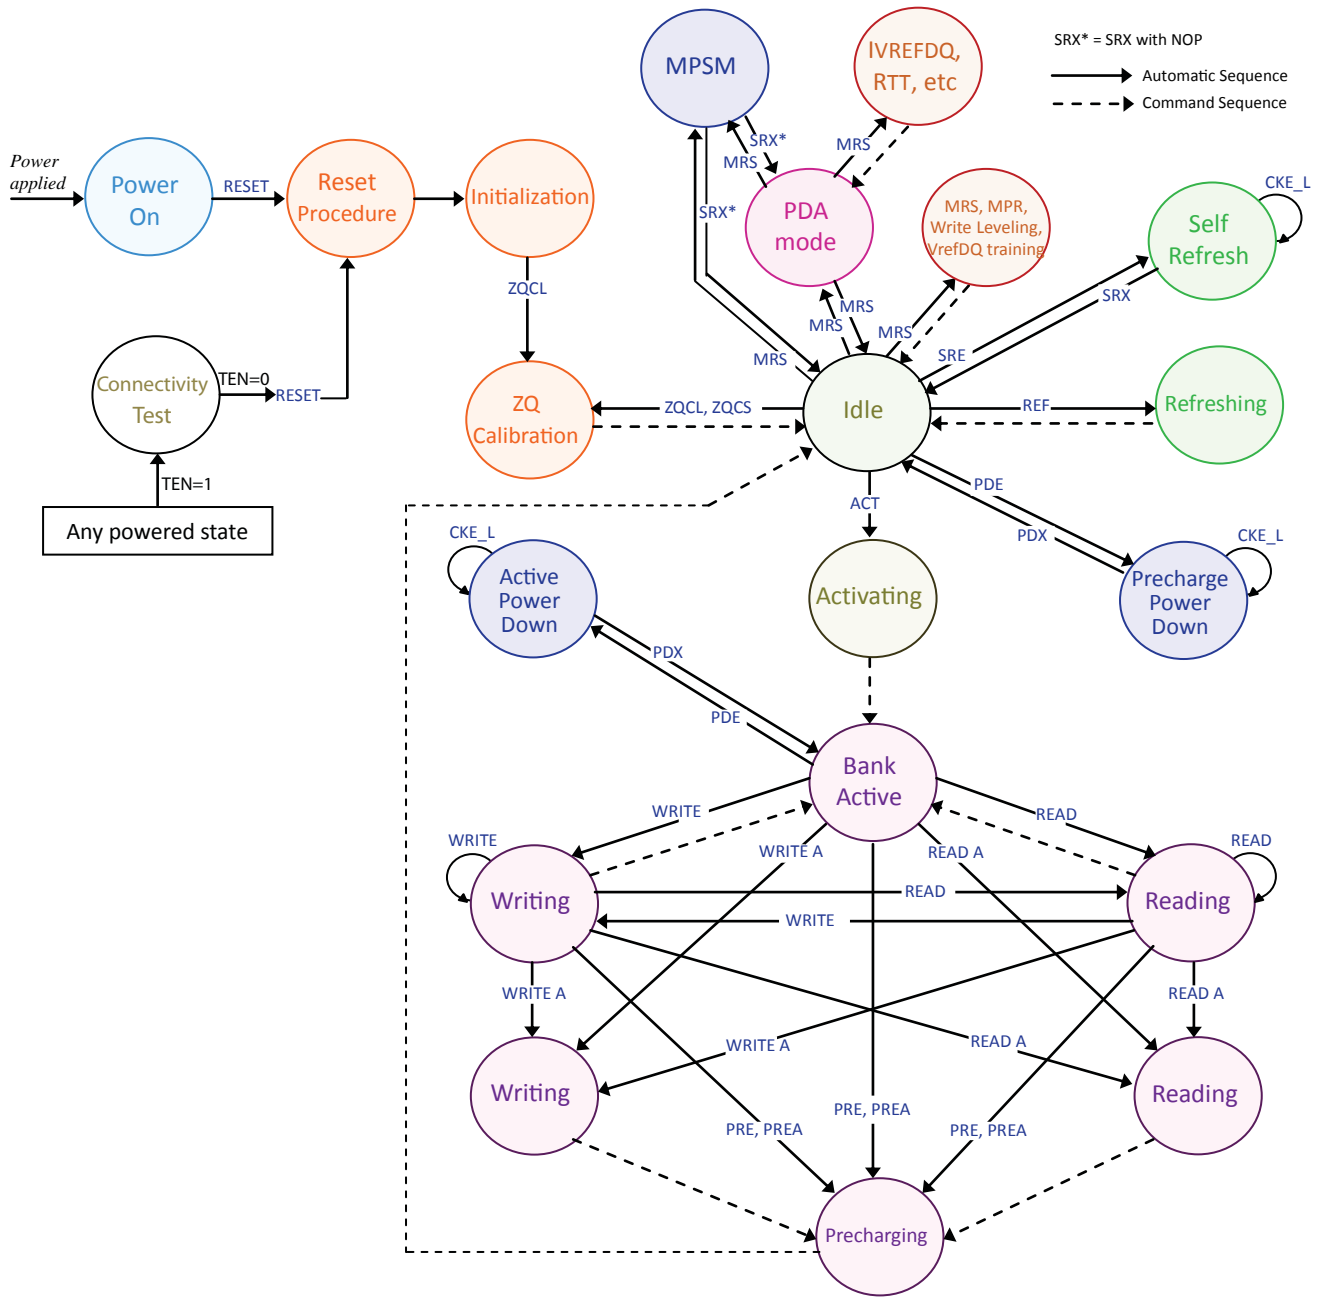 SRX* = SRX with NOP
Automatic Sequence
Command Sequence
MPSM
IVREFDQ,
RTT, etc
SRX*
MRS
MRS
Power
applied
Power
On
RESET
Reset
Procedure
Initialization
SRX*
PDA
mode
MRS, MPR,
Write Leveling,
VrefDQ training
CKE_L
Self
Refresh
ZQCL
MRS
MRS
MRS
SRX
SRE
MRS
Connectivity
Test
TEN=0
RESET
ZQ
Calibration
ZQCL, ZQCS
Idle
REF
Refreshing
TEN=1
Any powered state
ACT
PDE
PDX
CKE_L
Active
Power
Down
Activating
CKE_L
Precharge
Power
Down
PDX
PDE
Bank
Active
WRITE
READ
WRITE
WRITE A
READ A
READ
Writing
READ
Reading
WRITE
WRITE A
READ A
WRITE A
READ A
Writing
Reading
PRE, PREA
PRE, PREA
PRE, PREA
Precharging